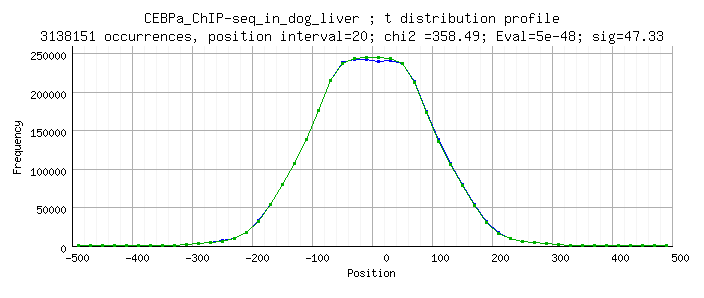 CEBPa_ChIP-seq_in_dog_liver ; t distribution profile
3138151 occurrences, position interval=20; chi2 =358.49; Eval=5e-48; sig=47.33
250000
200000
150000
100000
50000
0
Frequency
-500 -400 -300 -200 -100 0 100 200 300 400 500
Position